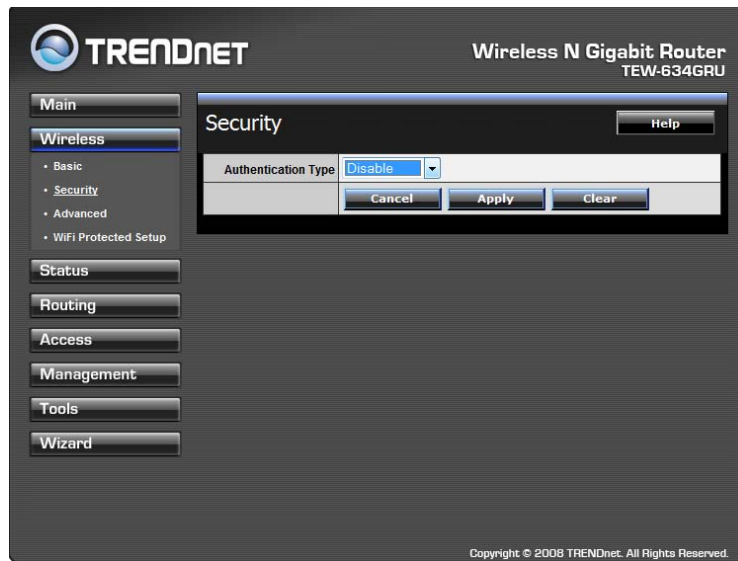 TRENDNET
Wireless N Gigabit Router
TEW-634GRU
Main
Wireless
• Basic
• Security
• Advanced
• WiFi Protected Setup
Status
Routing
Access
Management
Tools
Wizard
Security
Help
Authentication Type Disable
Cancel Apply Clear
Copyright © 2008 TRENDnet. All Rights Reserved.